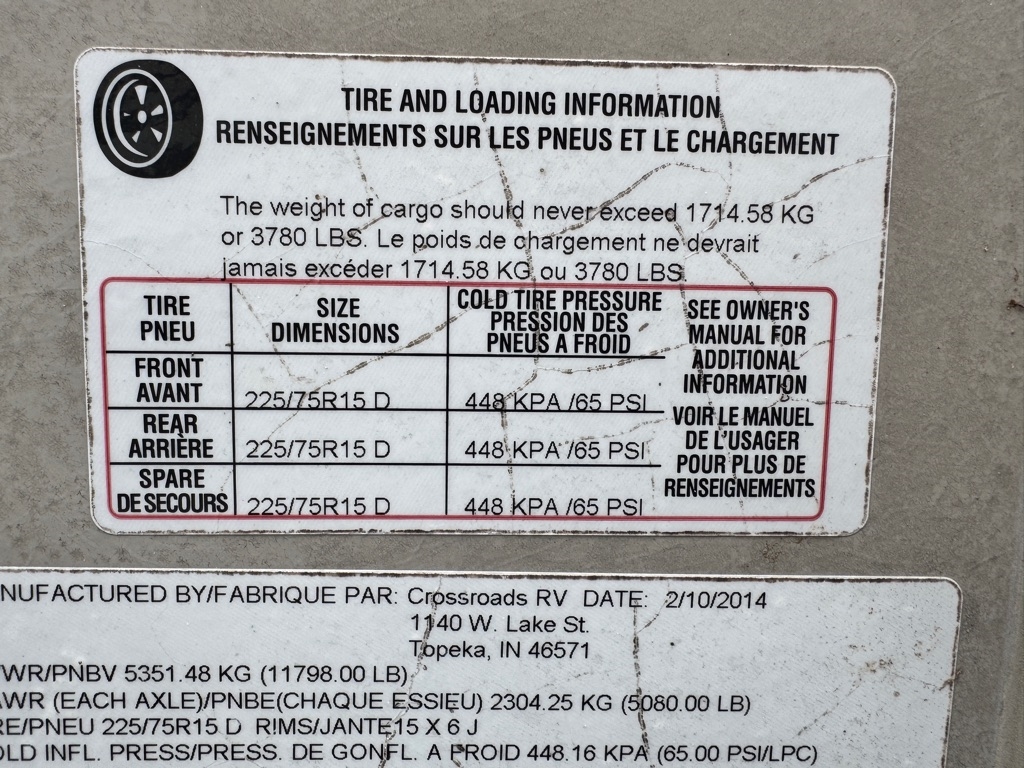 TIRE AND LOADING INFORMATION
RENSEIGNEMENTS SUR LES PNEUS ET LE CHARGEMENT
The weight of cargo should never exceed 1714.58 KG
or 3780 LBS. Le poids de chargement ne devrait
jamais excéder 1714.58 KG ou 3780 LBS
TIRE
PNEU
SIZE
DIMENSIONS
COLD TIRE PRESSURE
PRESSION DES
PNEUS A FROID
SEE OWNER'S
MANUAL FOR
ADDITIONAL
INFORMATION
VOIR LE MANUEL
DE L'USAGER
POUR PLUS DE
RENSEIGNEMENTS
FRONT
AVANT
225/75R15 D
448 KPA /65 PSI
REAR
ARRIÈRE
225/75R15 D
448 KPA /65 PSI
SPARE
DE SECOURS
225/75R15 D
448 KPA /65 PSI
NUFACTURED BY/FABRIQUE PAR: Crossroads RV DATE: 2/10/2014
1140 W. Lake St.
Topeka, IN 46571
WR/PNBV 5351.48 KG (11798.00 LB)
AWR (EACH AXLE)/PNBE(CHAQUE ESSIEU) 2304.25 KG (5080.00 LB)
RE/PNEU 225/75R15 D RIMS/JANTE15 X 6 J
OLD INFL. PRESS/PRESS. DE GONFL. A FROID 448.16 KPA (65.00 PSI/LPC)